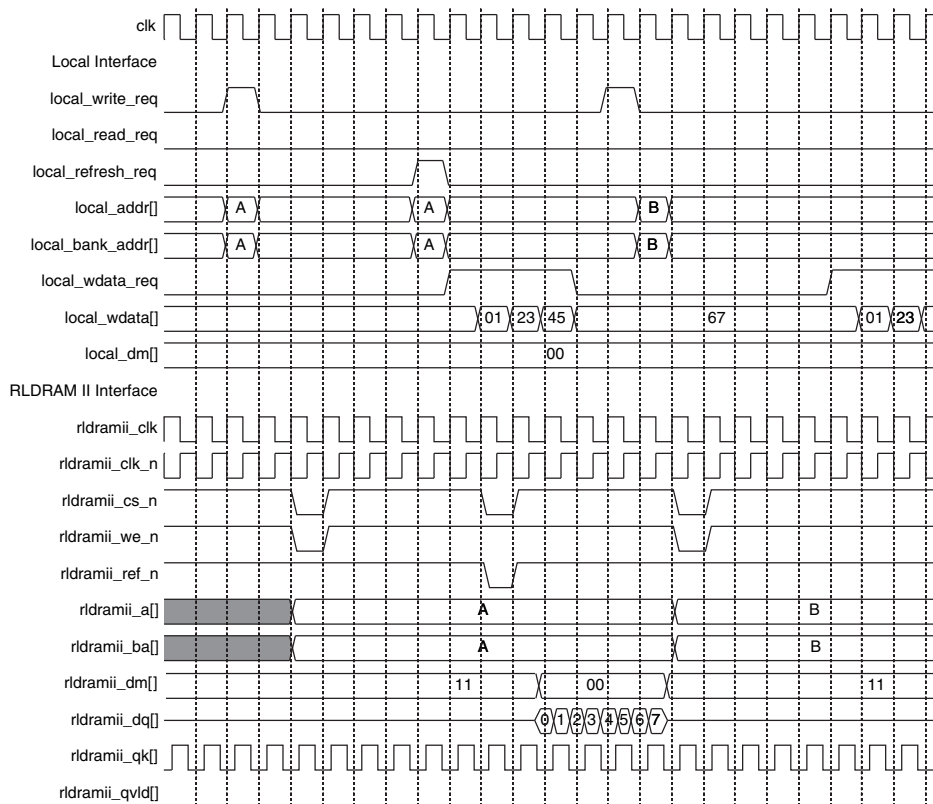 clk
Local Interface
local_write_req
local_read_req
local_refresh_req
local_addr[] A A B
local_bank_addr[] A A B
local_wdata_req
local_wdata[] 01 23 45 67 01 23
local_dm[] 00
RLDRAM II Interface
rldramii_clk
rldramii_clk_n
rldramii_cs_n
rldramii_we_n
rldramii_ref_n
rldramii_a[] A B
rldramii_ba[] A B
rldramii_dm[] 11 00 11
rldramii_dq[] 0 1 2 3 4 5 6 7
rldramii_qk[]
rldramii_qvld[]